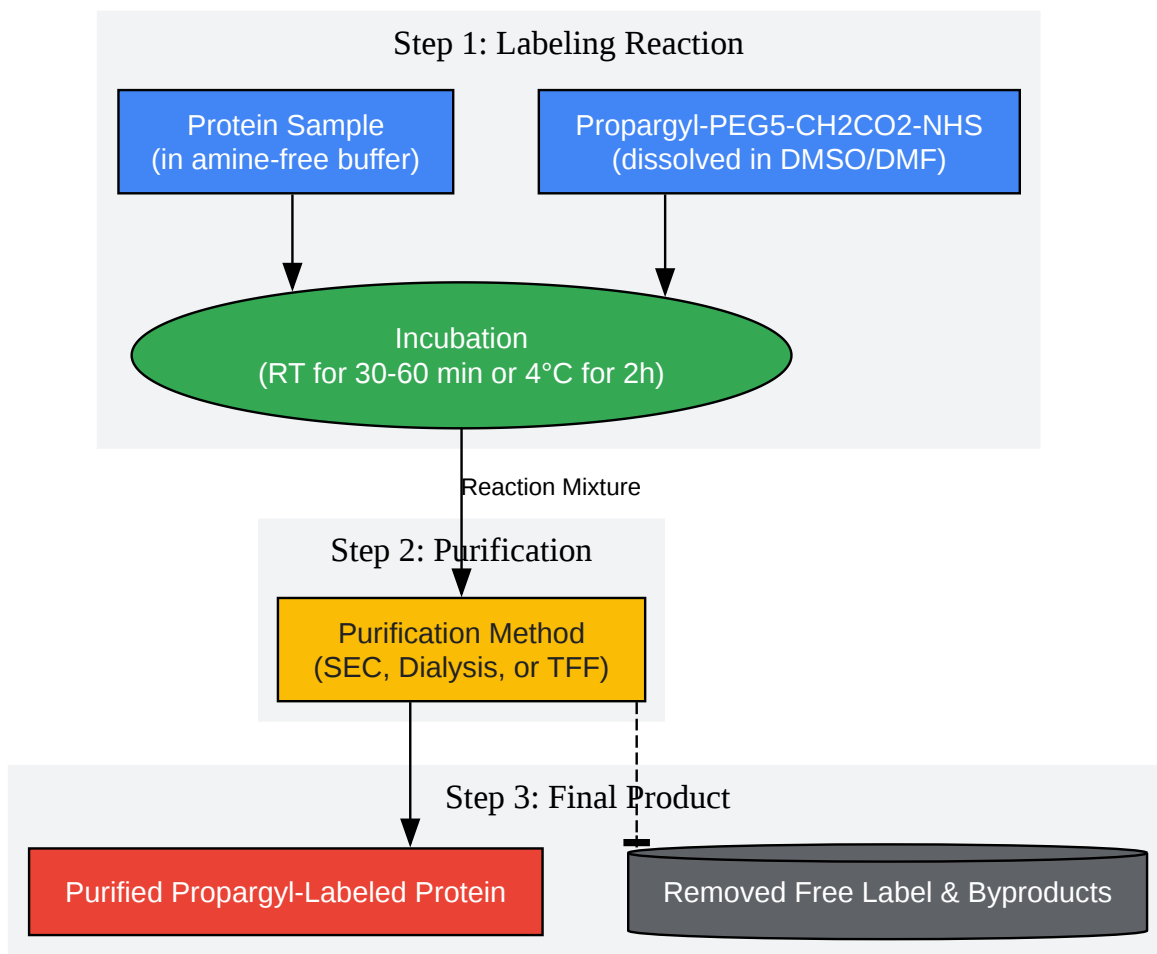 Step 1: Labeling Reaction
Protein Sample
(in amine-free buffer)
Propargyl-PEG5-CH2CO2-NHS
(dissolved in DMSO/DMF)
Incubation
(RT for 30-60 min or 4°C for 2h)
Reaction Mixture
Step 2: Purification
Purification Method
(SEC, Dialysis, or TFF)
Step 3: Final Product
Purified Propargyl-Labeled Protein
Removed Free Label & Byproducts